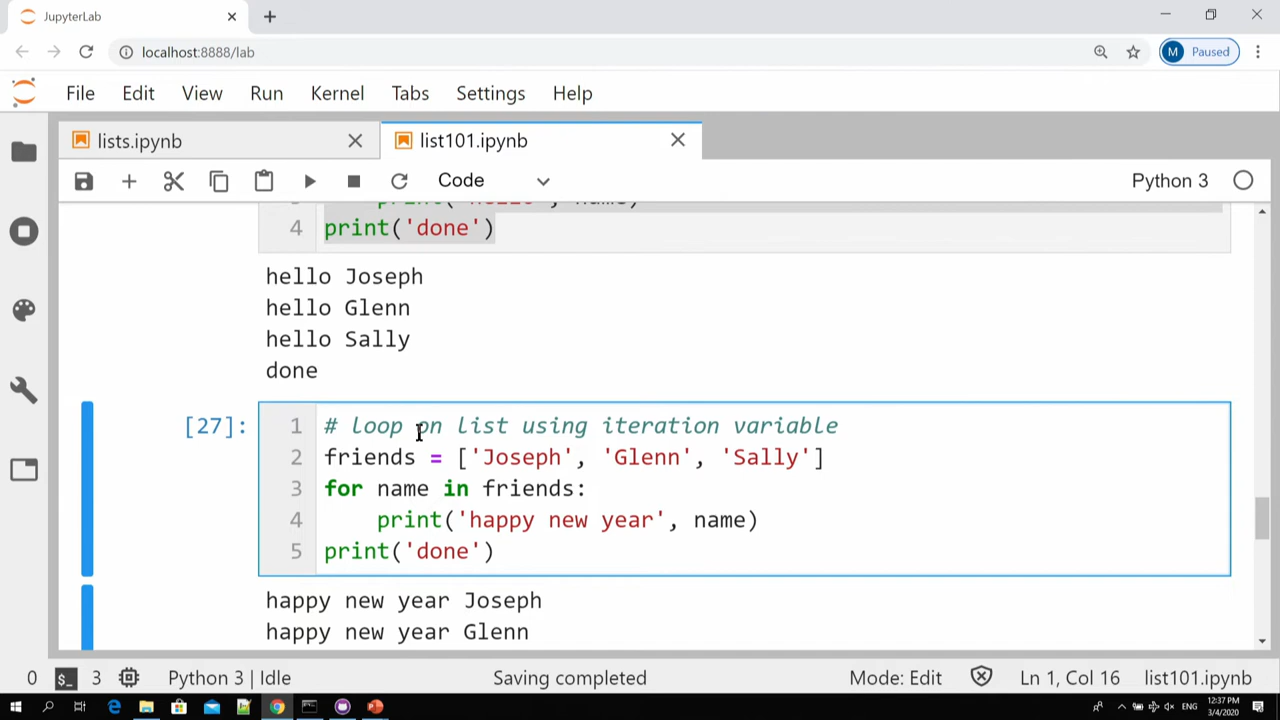 JupyterLab
localhost:8888/lab
M Paused
File Edit View Run Kernel Tabs Settings Help
lists.ipynb
list101.ipynb
Code
Python 3
4 print('done')
hello Joseph
hello Glenn
hello Sally
done
[27]:
1 # loop on list using iteration variable
2 friends = ['Joseph', 'Glenn', 'Sally']
3 for name in friends:
4 print('happy new year', name)
5 print('done')
happy new year Joseph
happy new year Glenn
0 $_ 3 Python 3 | Idle Saving completed Mode: Edit Ln 1, Col 16 list101.ipynb
ENG
12:37 PM
3/4/2020